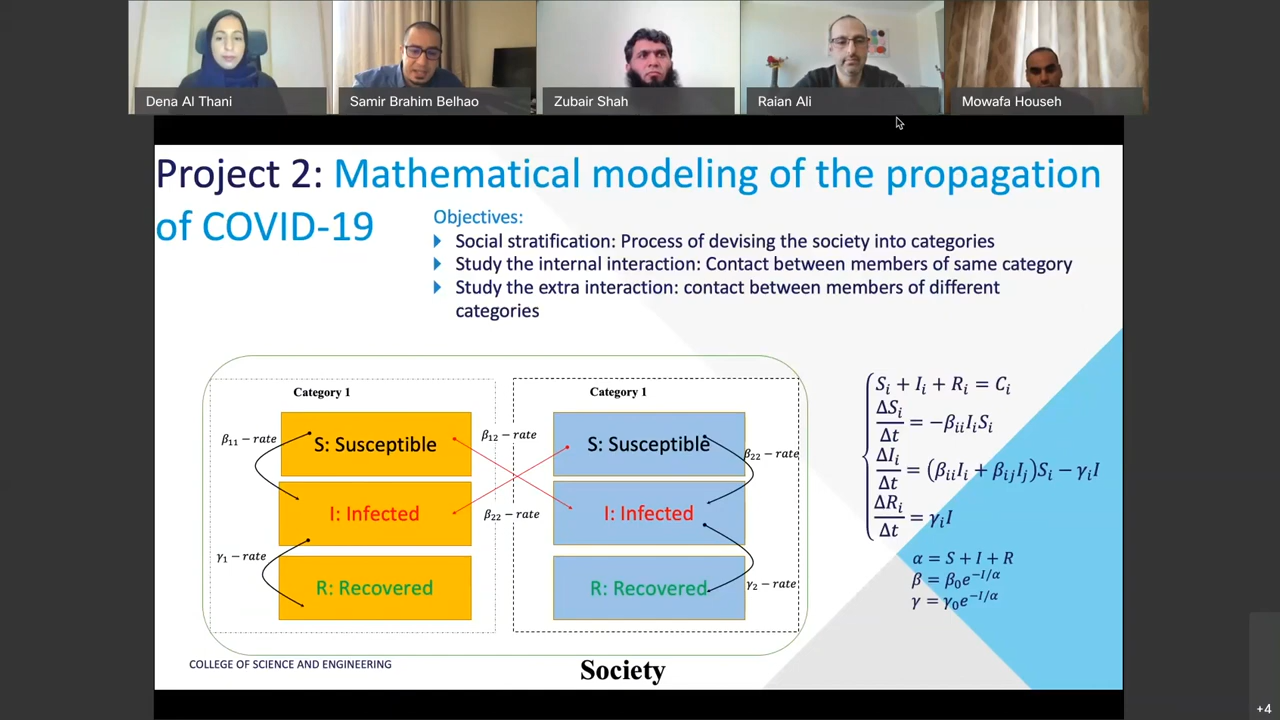 Dena Al Thani
Samir Brahim Belhao
Zubair Shah
Raian Ali
Mowafa Househ
Project 2: Mathematical modeling of the propagation
of COVID-19
Objectives:
Social stratification: Process of devising the society into categories
Study the internal interaction: Contact between members of same category
Study the extra interaction: contact between members of different
categories
Category 1
S: Susceptible
I: Infected
R: Recovered
β₁₁ − rate
γ₁ − rate
β₁₂ − rate
β₂₂ − rate
Category 1
S: Susceptible
I: Infected
R: Recovered
β₂₂ − rate
γ₂ − rate
Sᵢ + Iᵢ + Rᵢ = Cᵢ
ΔSᵢ/Δt = −βᵢᵢIᵢSᵢ
ΔIᵢ/Δt = (βᵢᵢIᵢ + βᵢⱼIⱼ)Sᵢ − γᵢI
ΔRᵢ/Δt = γᵢI
α = S + I + R
β = β₀e^(−I/α)
γ = γ₀e^(−I/α)
COLLEGE OF SCIENCE AND ENGINEERING
Society
+4